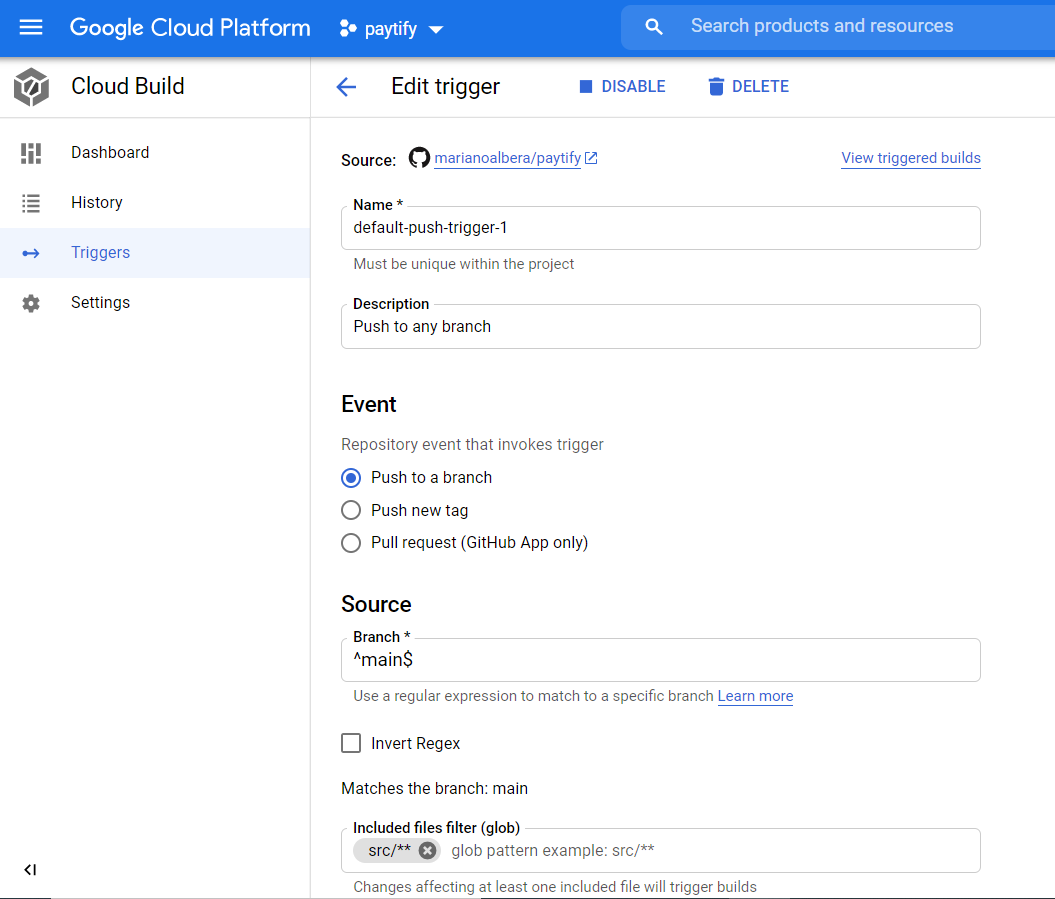 Google Cloud Platform
paytify
Search products and resources
Cloud Build
Edit trigger
DISABLE
DELETE
Dashboard
History
Triggers
Settings
Source: marianoalbera/paytify
View triggered builds
Name *
default-push-trigger-1
Must be unique within the project
Description
Push to any branch
Event
Repository event that invokes trigger
Push to a branch
Push new tag
Pull request (GitHub App only)
Source
Branch *
^main$
Use a regular expression to match to a specific branch Learn more
Invert Regex
Matches the branch: main
Included files filter (glob)
src/** glob pattern example: src/**
Changes affecting at least one included file will trigger builds